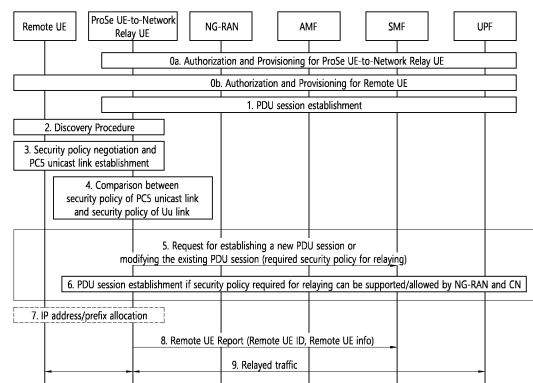 Remote UE
ProSe UE-to-Network
Relay UE
NG-RAN
AMF
SMF
UPF
0a. Authorization and Provisioning for ProSe UE-to-Network Relay UE
0b. Authorization and Provisioning for Remote UE
1. PDU session establishment
2. Discovery Procedure
3. Security policy negotiation and
PC5 unicast link establishment
4. Comparison between
security policy of PC5 unicast link
and security policy of Uu link
5. Request for establishing a new PDU session or
modifying the existing PDU session (required security policy for relaying)
6. PDU session establishment if security policy required for relaying can be supported/allowed by NG-RAN and CN
7. IP address/prefix allocation
8. Remote UE Report (Remote UE ID, Remote UE info)
9. Relayed traffic